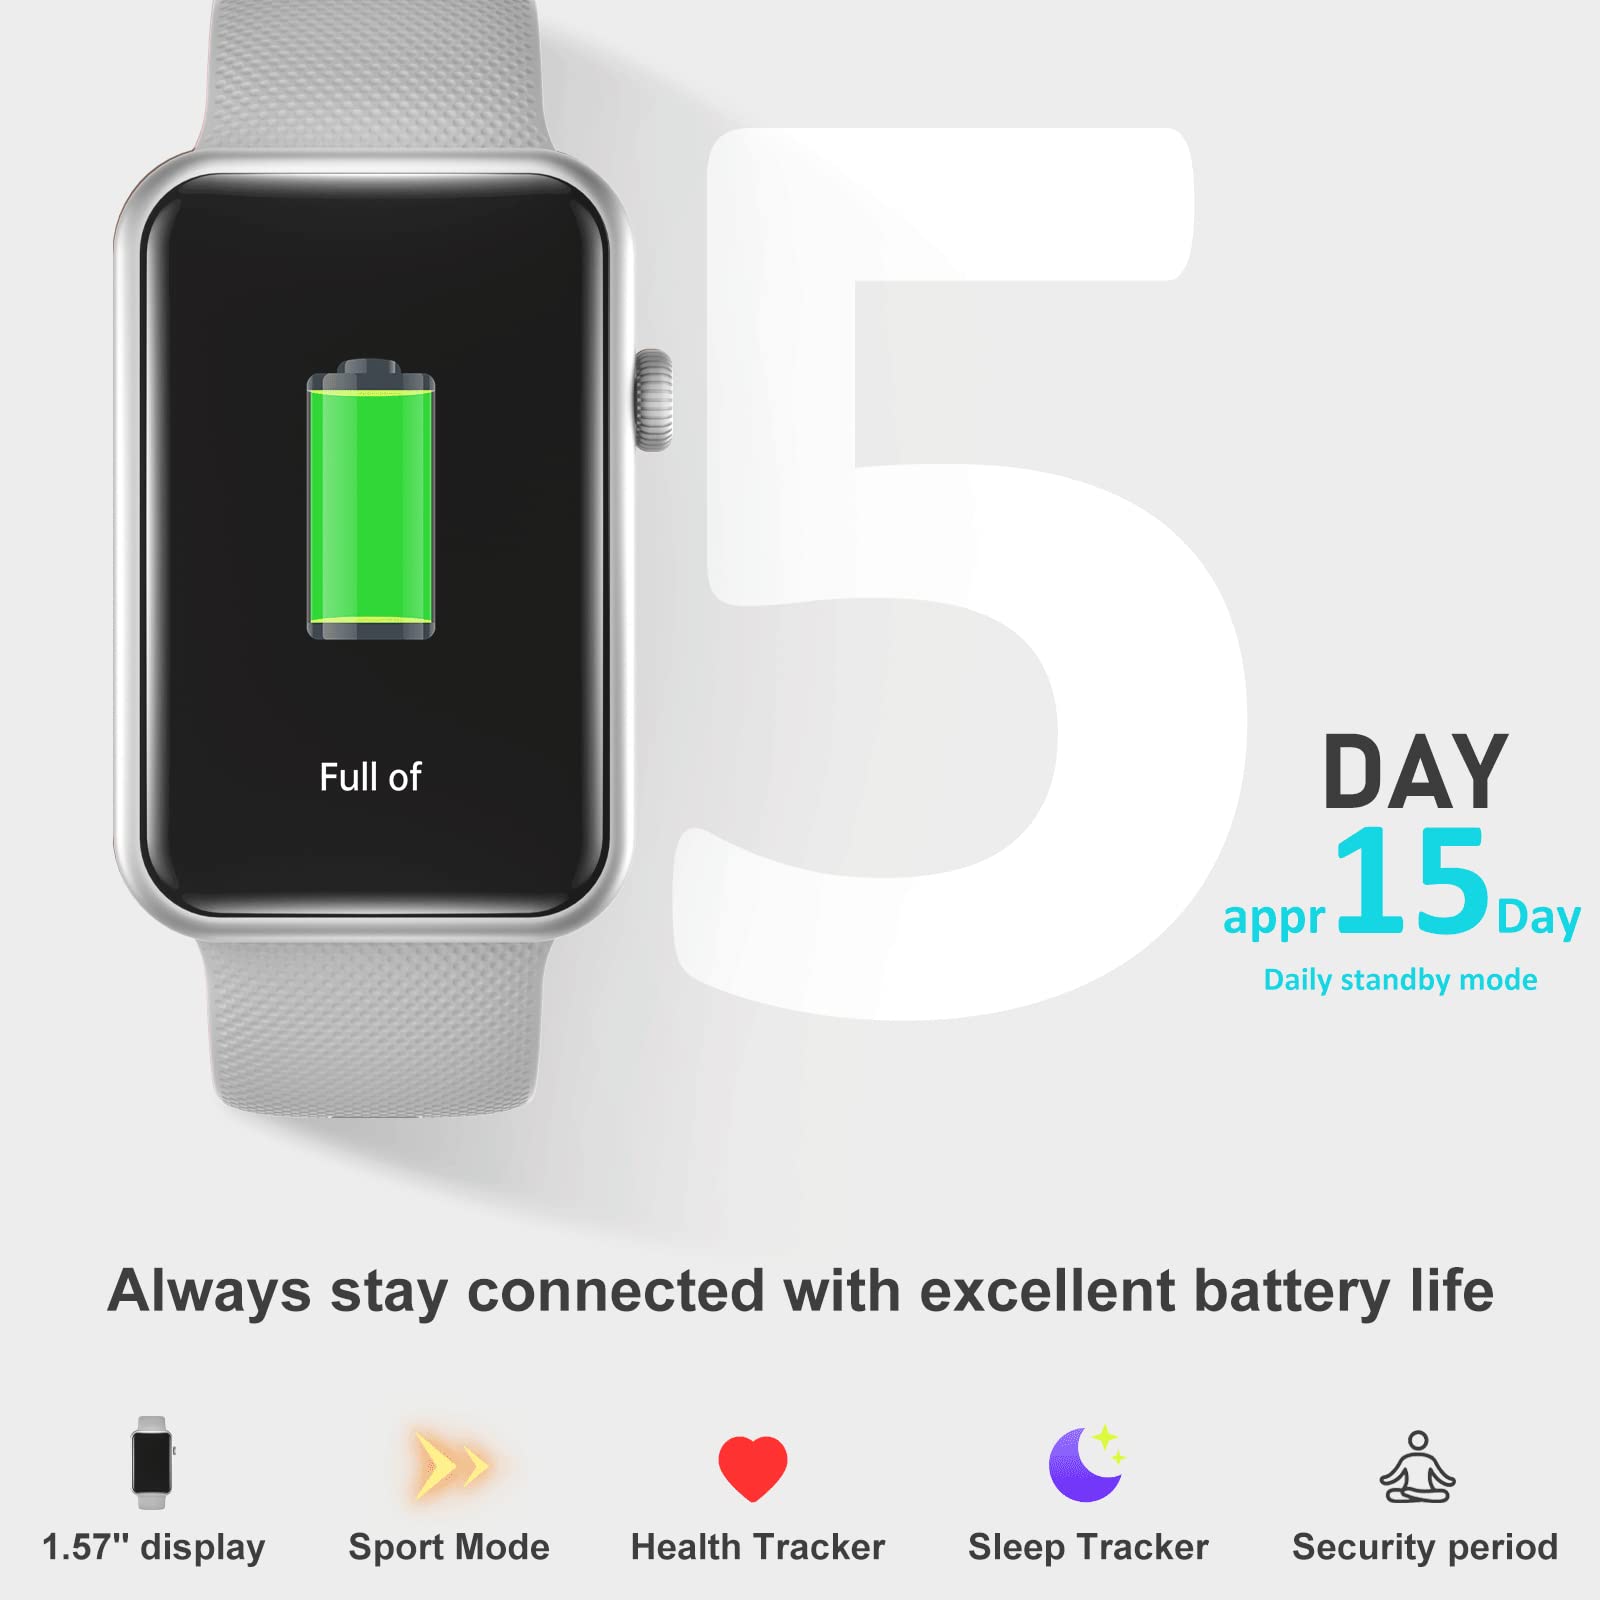 5
DAY
appr 15 Day
Daily standby mode
Full of
Always stay connected with excellent battery life
1.57" display
Sport Mode
Health Tracker
Sleep Tracker
Security period